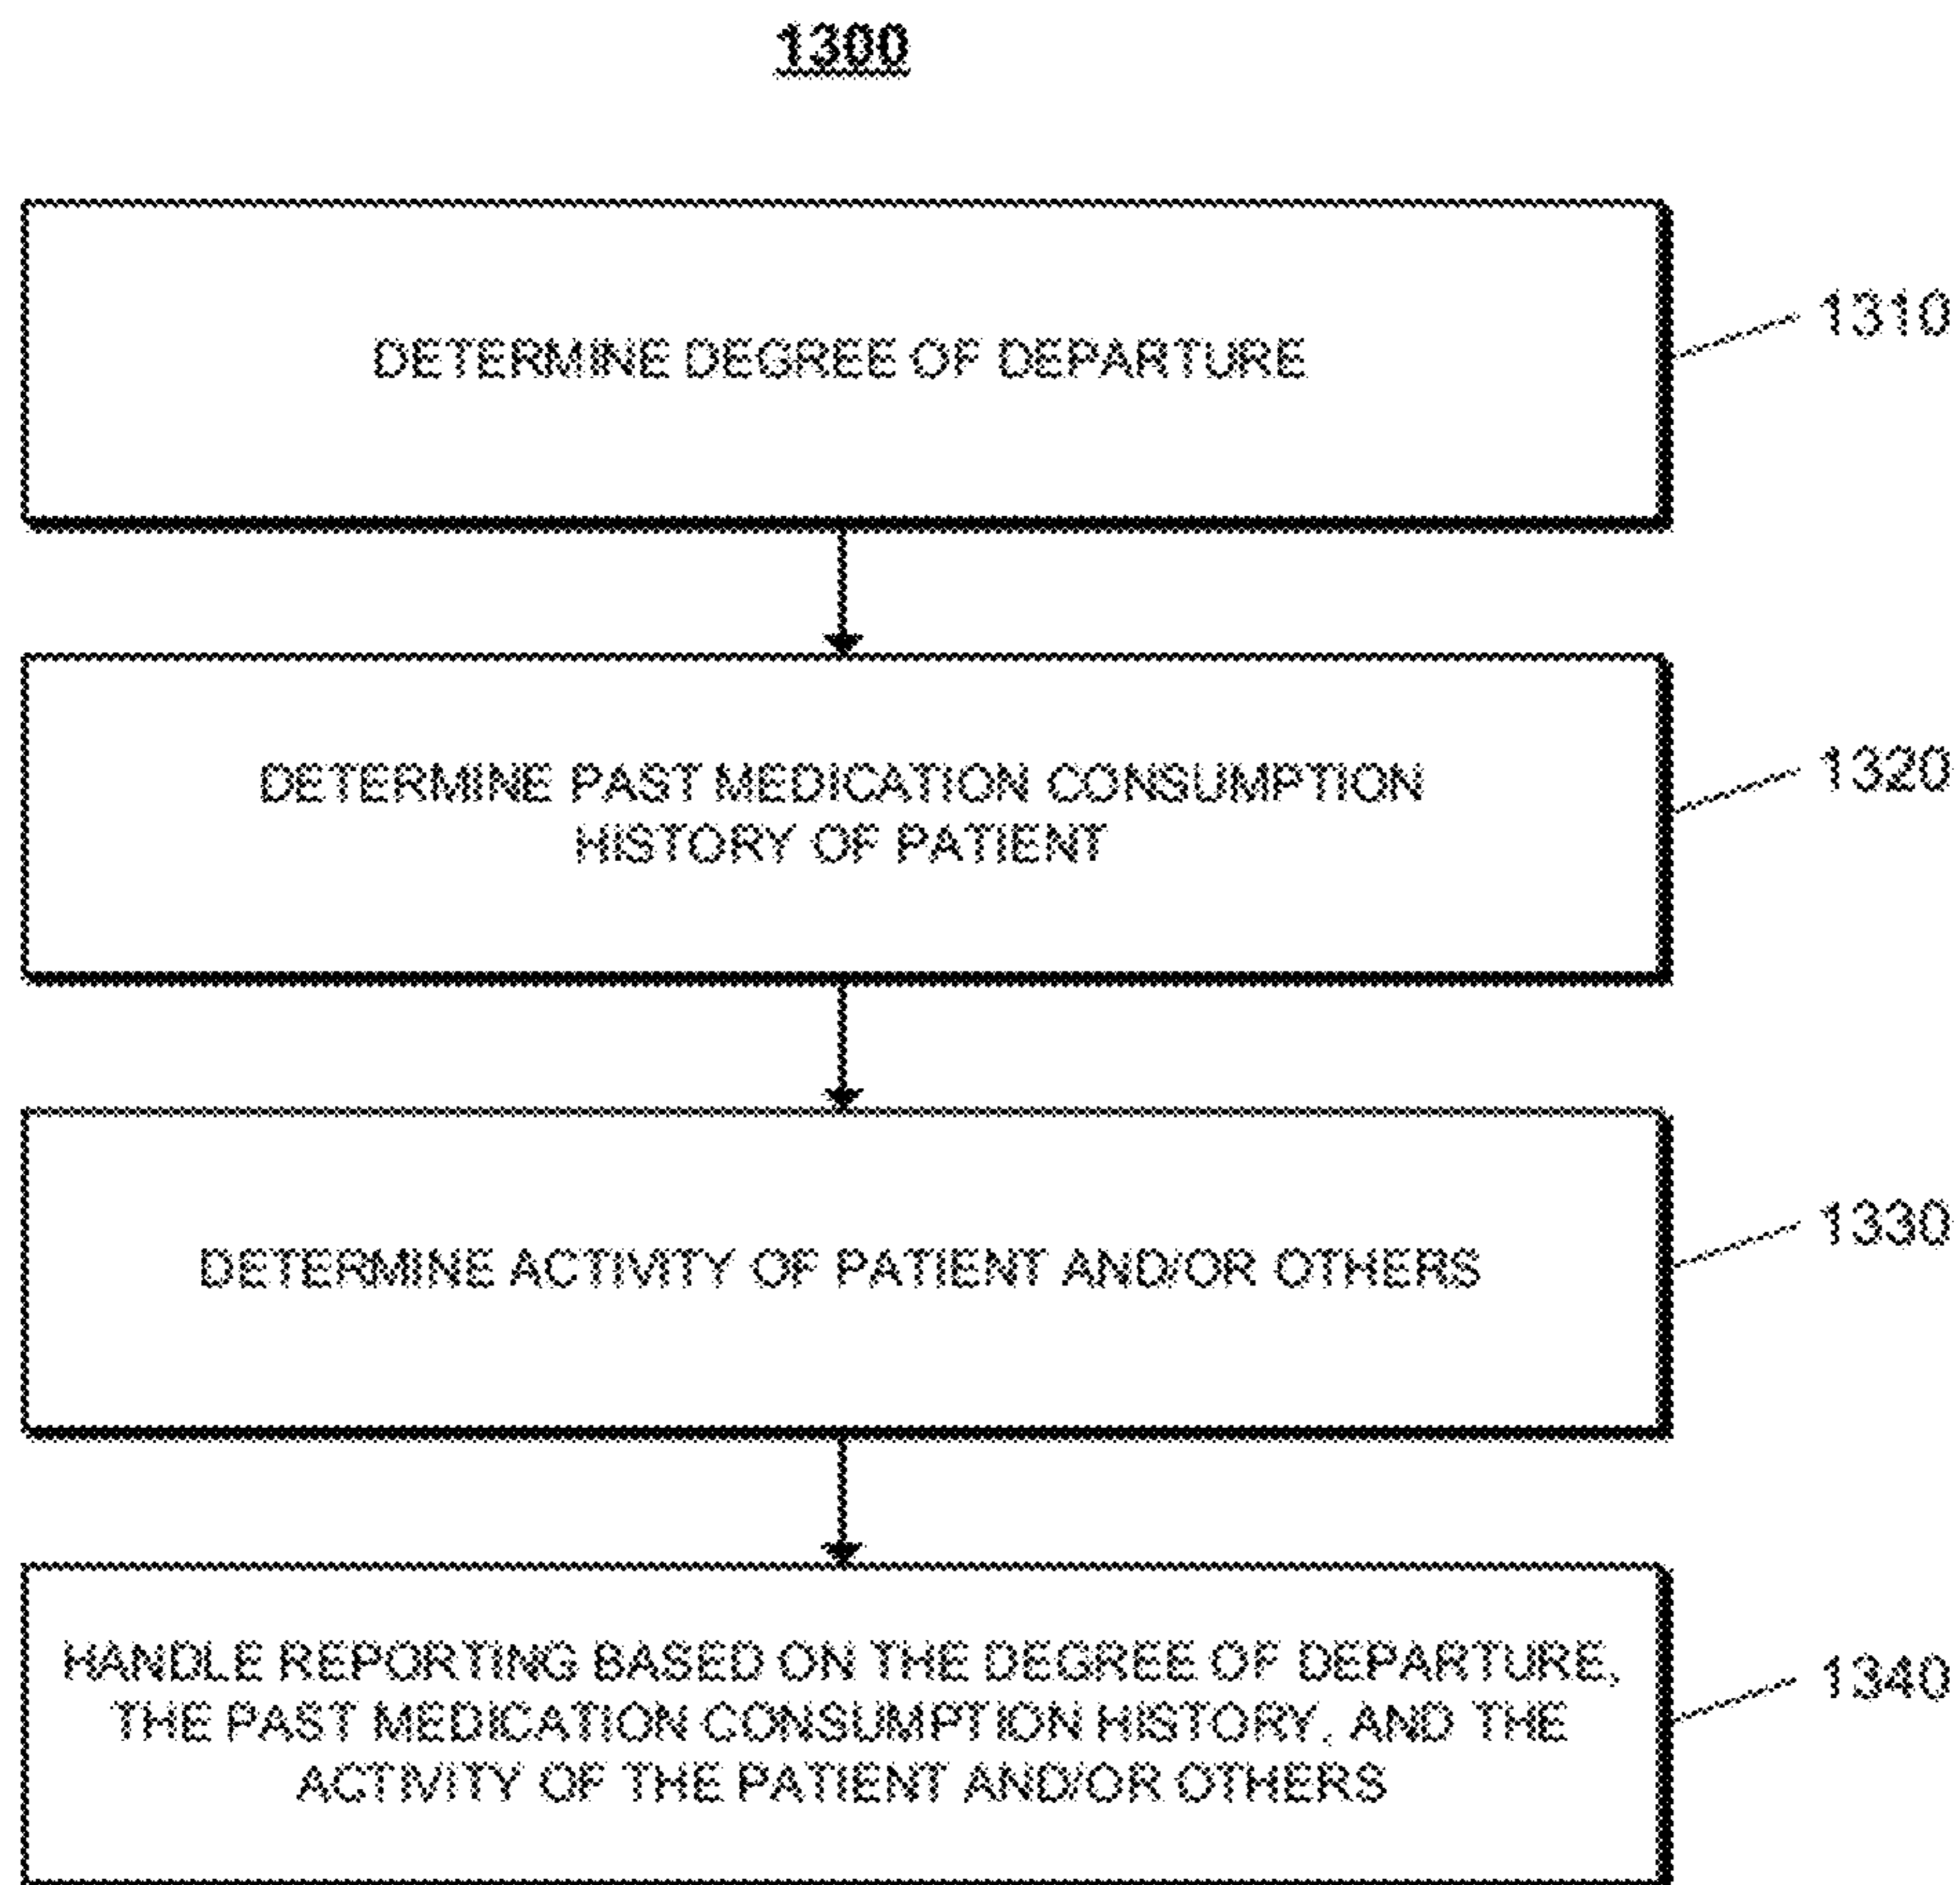 1300
DETERMINE DEGREE OF DEPARTURE
1310
DETERMINE PAST MEDICATION CONSUMPTION
HISTORY OF PATIENT
1320
DETERMINE ACTIVITY OF PATIENT AND/OR OTHERS
1330
HANDLE REPORTING BASED ON THE DEGREE OF DEPARTURE,
THE PAST MEDICATION CONSUMPTION HISTORY, AND THE
ACTIVITY OF THE PATIENT AND/OR OTHERS
1340